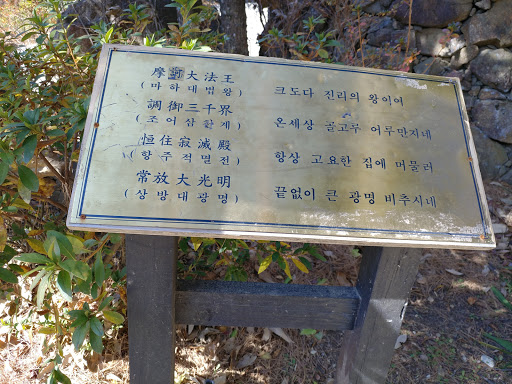 摩訶大法王
(마하대법왕) 크도다 진리의 왕이여
調御三千界
(조어삼천계) 온세상 골고루 어루만지네
恒住寂滅殿
(항주적멸전) 항상 고요한 집에 머물러
常放大光明
(상방대광명) 끝없이 큰 광명 비추시네